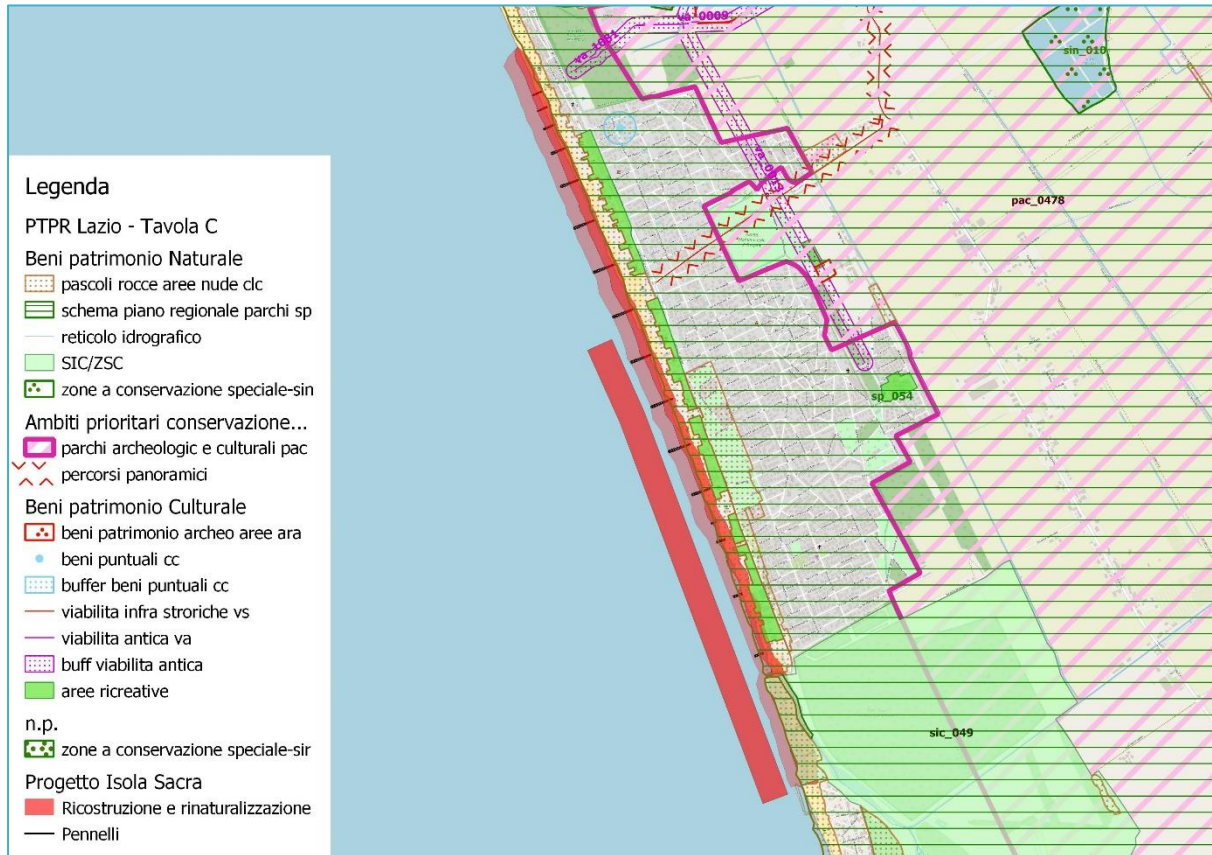 va_0009
va_1081
sin_010
va_0013
pac_0478
sp_054
sic_049
Legenda
PTPR Lazio - Tavola C
Beni patrimonio Naturale
pascoli rocce aree nude clc
schema piano regionale parchi sp
reticolo idrografico
SIC/ZSC
zone a conservazione speciale-sin
Ambiti prioritari conservazione...
parchi archeologic e culturali pac
percorsi panoramici
Beni patrimonio Culturale
beni patrimonio archeo aree ara
beni puntuali cc
buffer beni puntuali cc
viabilita infra stroriche vs
viabilita antica va
buff viabilita antica
aree ricreative
n.p.
zone a conservazione speciale-sir
Progetto Isola Sacra
Ricostruzione e rinaturalizzazione
Pennelli